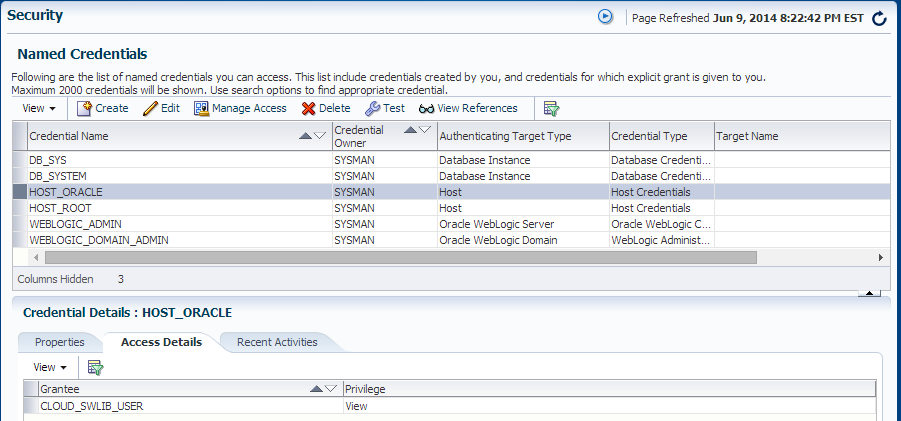 Security
Page Refreshed Jun 9, 2014 8:22:42 PM EST
Named Credentials
Following are the list of named credentials you can access. This list include credentials created by you, and credentials for which explicit grant is given to you.
Maximum 2000 credentials will be shown. Use search options to find appropriate credential.
View Create Edit Manage Access Delete Test View References
Credential Name Credential Owner Authenticating Target Type Credential Type Target Name
DB_SYS SYSMAN Database Instance Database Credenti...
DB_SYSTEM SYSMAN Database Instance Database Credenti...
HOST_ORACLE SYSMAN Host Host Credentials
HOST_ROOT SYSMAN Host Host Credentials
WEBLOGIC_ADMIN SYSMAN Oracle WebLogic Server Oracle WebLogic C...
WEBLOGIC_DOMAIN_ADMIN SYSMAN Oracle WebLogic Domain WebLogic Administ...
Columns Hidden 3
Credential Details : HOST_ORACLE
Properties Access Details Recent Activities
View
Grantee Privilege
CLOUD_SWLIB_USER View